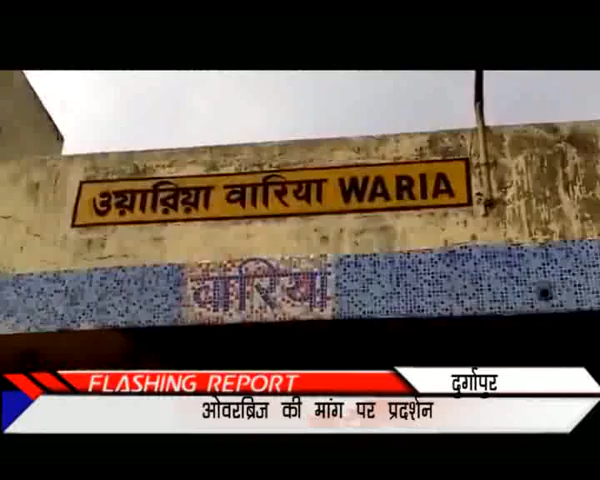 ওয়ারিয়া वारिया WARIA
वारिया
FLASHING REPORT
दुर्गापुर
ओवरब्रिज की मांग पर प्रदर्शन